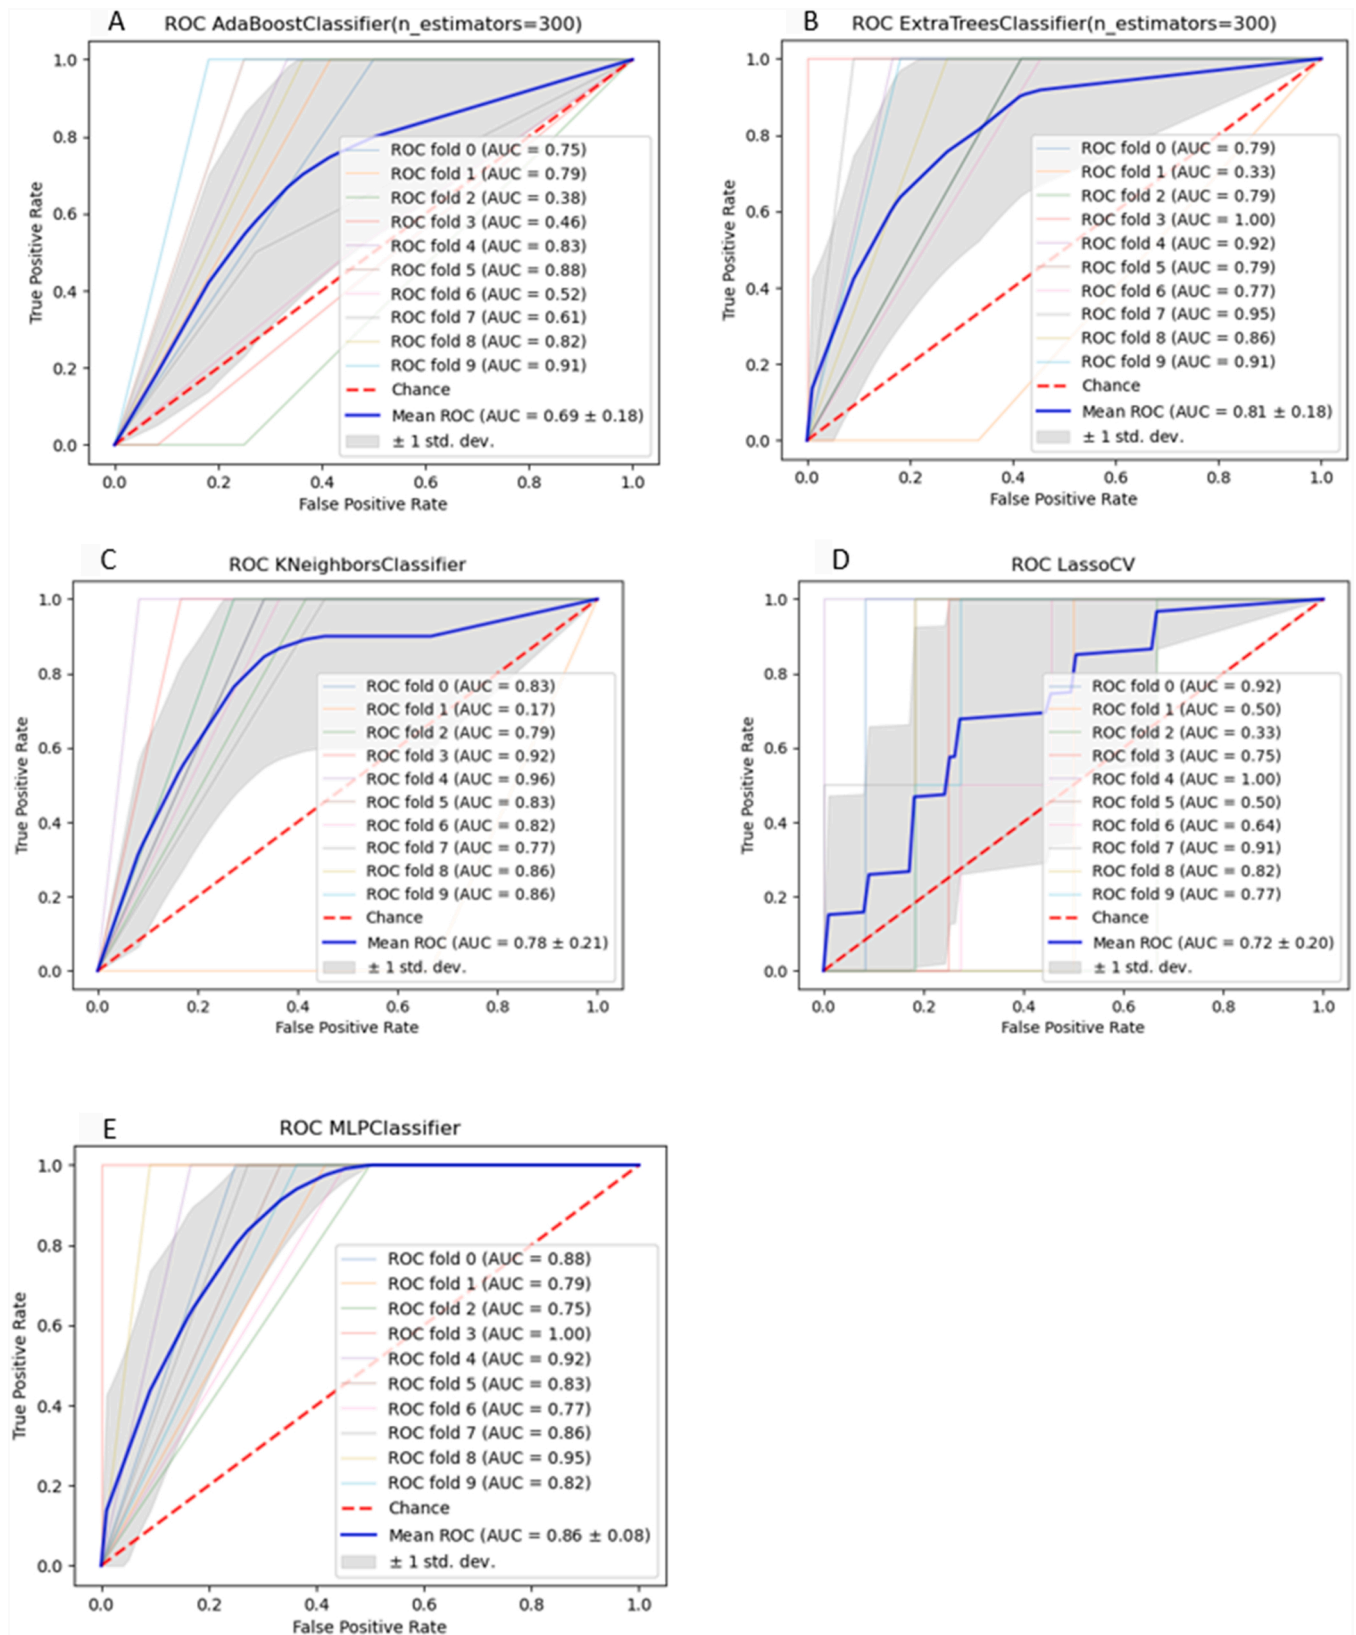 A
ROC AdaBoostClassifier(n_estimators=300)
1.0
0.8
0.6
0.4
0.2
0.0
True Positive Rate
ROC fold 0 (AUC = 0.75)
ROC fold 1 (AUC = 0.79)
ROC fold 2 (AUC = 0.38)
ROC fold 3 (AUC = 0.46)
ROC fold 4 (AUC = 0.83)
ROC fold 5 (AUC = 0.88)
ROC fold 6 (AUC = 0.52)
ROC fold 7 (AUC = 0.61)
ROC fold 8 (AUC = 0.82)
ROC fold 9 (AUC = 0.91)
Chance
Mean ROC (AUC = 0.69 ± 0.18)
± 1 std. dev.
0.0 0.2 0.4 0.6 0.8 1.0
False Positive Rate
B
ROC ExtraTreesClassifier(n_estimators=300)
1.0
0.8
0.6
0.4
0.2
0.0
True Positive Rate
ROC fold 0 (AUC = 0.79)
ROC fold 1 (AUC = 0.33)
ROC fold 2 (AUC = 0.79)
ROC fold 3 (AUC = 1.00)
ROC fold 4 (AUC = 0.92)
ROC fold 5 (AUC = 0.79)
ROC fold 6 (AUC = 0.77)
ROC fold 7 (AUC = 0.95)
ROC fold 8 (AUC = 0.86)
ROC fold 9 (AUC = 0.91)
Chance
Mean ROC (AUC = 0.81 ± 0.18)
± 1 std. dev.
0.0 0.2 0.4 0.6 0.8 1.0
False Positive Rate
C
ROC KNeighborsClassifier
1.0
0.8
0.6
0.4
0.2
0.0
True Positive Rate
ROC fold 0 (AUC = 0.83)
ROC fold 1 (AUC = 0.17)
ROC fold 2 (AUC = 0.79)
ROC fold 3 (AUC = 0.92)
ROC fold 4 (AUC = 0.96)
ROC fold 5 (AUC = 0.83)
ROC fold 6 (AUC = 0.82)
ROC fold 7 (AUC = 0.77)
ROC fold 8 (AUC = 0.86)
ROC fold 9 (AUC = 0.86)
Chance
Mean ROC (AUC = 0.78 ± 0.21)
± 1 std. dev.
0.0 0.2 0.4 0.6 0.8 1.0
False Positive Rate
D
ROC LassoCV
1.0
0.8
0.6
0.4
0.2
0.0
True Positive Rate
ROC fold 0 (AUC = 0.92)
ROC fold 1 (AUC = 0.50)
ROC fold 2 (AUC = 0.33)
ROC fold 3 (AUC = 0.75)
ROC fold 4 (AUC = 1.00)
ROC fold 5 (AUC = 0.50)
ROC fold 6 (AUC = 0.64)
ROC fold 7 (AUC = 0.91)
ROC fold 8 (AUC = 0.82)
ROC fold 9 (AUC = 0.77)
Chance
Mean ROC (AUC = 0.72 ± 0.20)
± 1 std. dev.
0.0 0.2 0.4 0.6 0.8 1.0
False Positive Rate
E
ROC MLPClassifier
1.0
0.8
0.6
0.4
0.2
0.0
True Positive Rate
ROC fold 0 (AUC = 0.88)
ROC fold 1 (AUC = 0.79)
ROC fold 2 (AUC = 0.75)
ROC fold 3 (AUC = 1.00)
ROC fold 4 (AUC = 0.92)
ROC fold 5 (AUC = 0.83)
ROC fold 6 (AUC = 0.77)
ROC fold 7 (AUC = 0.86)
ROC fold 8 (AUC = 0.95)
ROC fold 9 (AUC = 0.82)
Chance
Mean ROC (AUC = 0.86 ± 0.08)
± 1 std. dev.
0.0 0.2 0.4 0.6 0.8 1.0
False Positive Rate